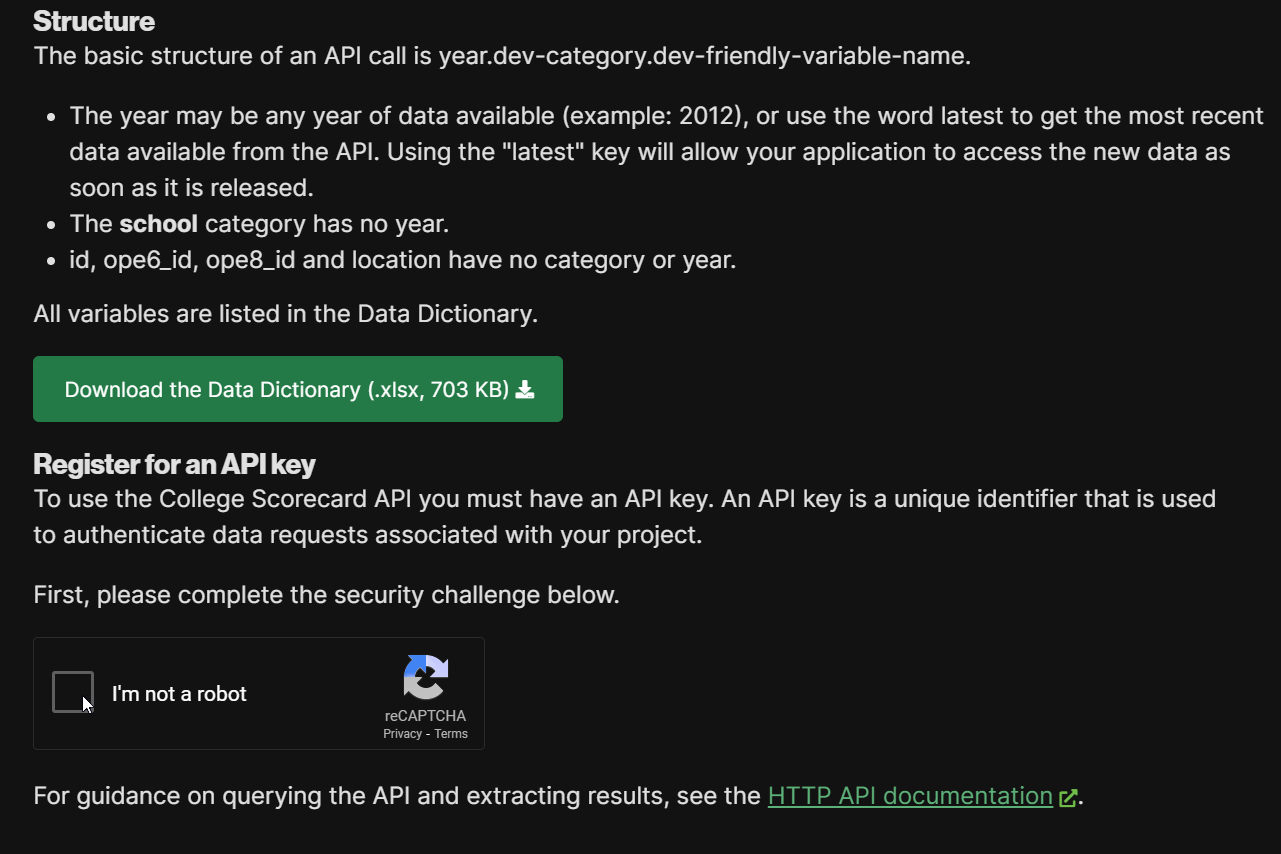 Structure
The basic structure of an API call is year.dev-category.dev-friendly-variable-name.
The year may be any year of data available (example: 2012), or use the word latest to get the most recent
data available from the API. Using the "latest" key will allow your application to access the new data as
soon as it is released.
The school category has no year.
id, ope6_id, ope8_id and location have no category or year.
All variables are listed in the Data Dictionary.
Download the Data Dictionary (.xlsx, 703 KB)
Register for an API key
To use the College Scorecard API you must have an API key. An API key is a unique identifier that is used
to authenticate data requests associated with your project.
First, please complete the security challenge below.
I'm not a robot
reCAPTCHA
Privacy - Terms
For guidance on querying the API and extracting results, see the HTTP API documentation.